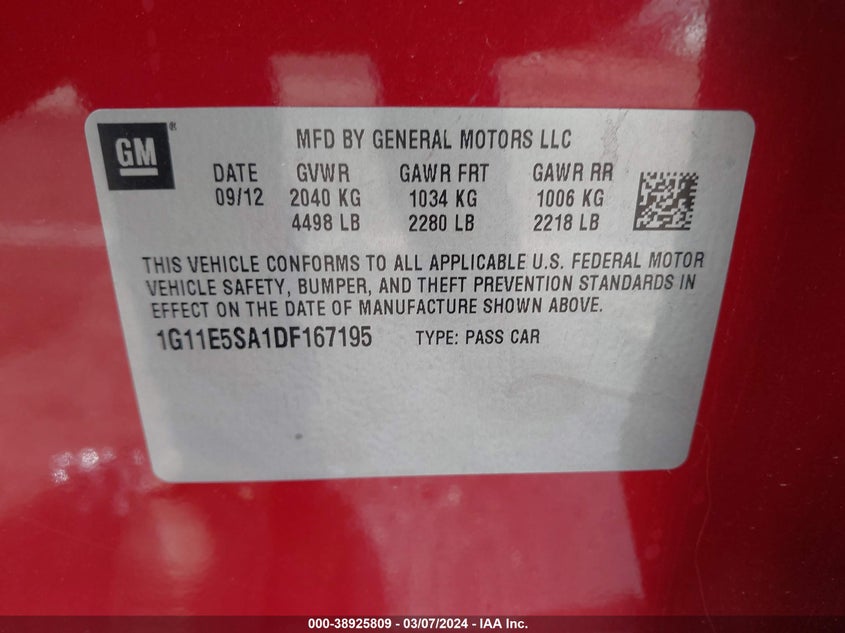 GM®
MFD BY GENERAL MOTORS LLC
DATE GVWR GAWR FRT GAWR RR
09/12 2040 KG 1034 KG 1006 KG
4498 LB 2280 LB 2218 LB
THIS VEHICLE CONFORMS TO ALL APPLICABLE U.S. FEDERAL MOTOR
VEHICLE SAFETY, BUMPER, AND THEFT PREVENTION STANDARDS IN
EFFECT ON THE DATE OF MANUFACTURE SHOWN ABOVE.
1G11E5SA1DF167195 TYPE: PASS CAR
000-38925809 - 03/07/2024 - IAA Inc.